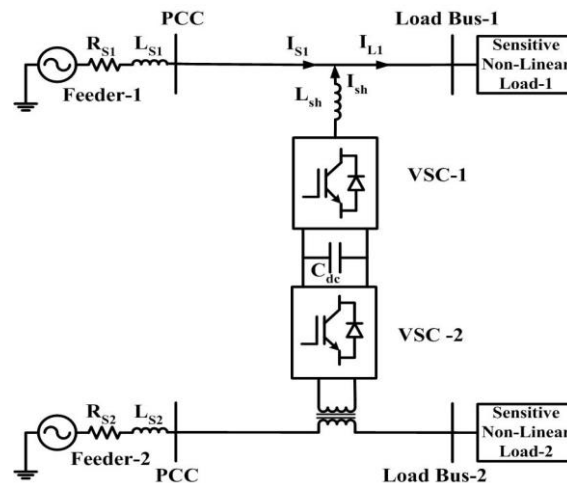 PCC
Load Bus-1
R_S1 L_S1
I_S1
I_L1
Sensitive
Non-Linear
Load-1
Feeder-1
L_sh
I_sh
VSC-1
C_dc
VSC -2
R_S2 L_S2
Sensitive
Non-Linear
Load-2
Feeder-2
PCC
Load Bus-2